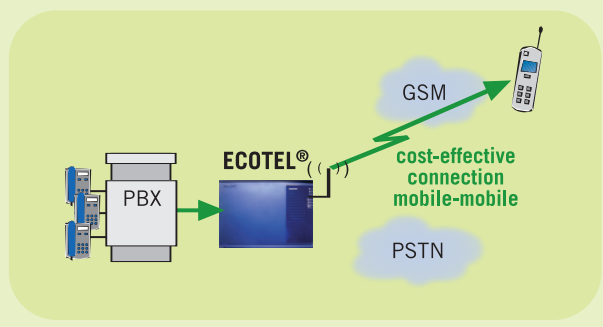 GSM
ECOTEL®
cost-effective
connection
mobile-mobile
PBX
PSTN